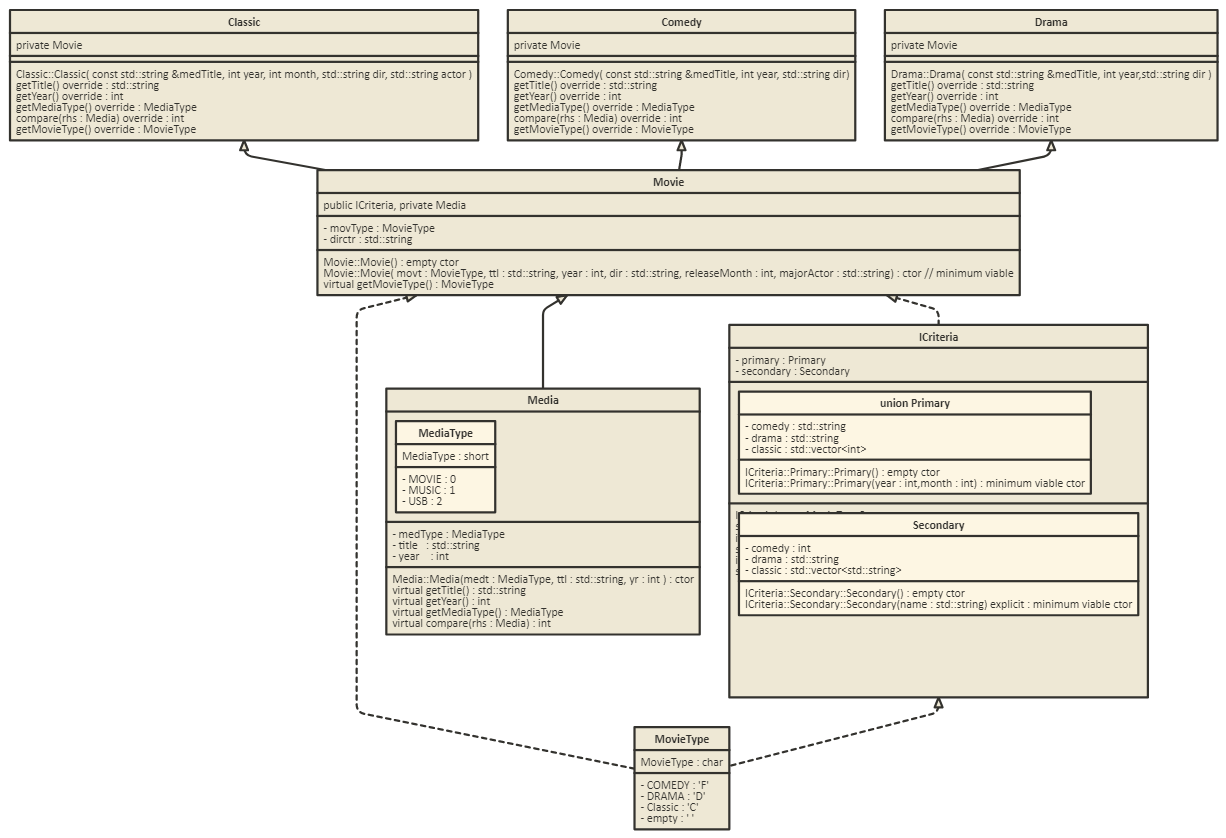 Classic
private Movie
Classic::Classic( const std::string &medTitle, int year, int month, std::string dir, std::string actor )
getTitle() override : std::string
getYear() override : int
getMediaType() override : MediaType
compare(rhs : Media) override : int
getMovieType() override : MovieType
Comedy
private Movie
Comedy::Comedy( const std::string &medTitle, int year, std::string dir)
getTitle() override : std::string
getYear() override : int
getMediaType() override : MediaType
compare(rhs : Media) override : int
getMovieType() override : MovieType
Drama
private Movie
Drama::Drama( const std::string &medTitle, int year,std::string dir )
getTitle() override : std::string
getYear() override : int
getMediaType() override : MediaType
compare(rhs : Media) override : int
getMovieType() override : MovieType
Movie
public ICriteria, private Media
- movType : MovieType
- dirctr : std::string
Movie::Movie() : empty ctor
Movie::Movie( movt : MovieType, ttl : std::string, year : int, dir : std::string, releaseMonth : int, majorActor : std::string) : ctor // minimum viable
virtual getMovieType() : MovieType
Media
MediaType
MediaType : short
- MOVIE : 0
- MUSIC : 1
- USB : 2
- medType : MediaType
- title : std::string
- year : int
Media::Media(medt : MediaType, ttl : std::string, yr : int ) : ctor
virtual getTitle() : std::string
virtual getYear() : int
virtual getMediaType() : MediaType
virtual compare(rhs : Media) : int
ICriteria
- primary : Primary
- secondary : Secondary
union Primary
- comedy : std::string
- drama : std::string
- classic : std::vector<int>
ICriteria::Primary::Primary() : empty ctor
ICriteria::Primary::Primary(year : int,month : int) : minimum viable ctor
Secondary
- comedy : int
- drama : std::string
- classic : std::vector<std::string>
ICriteria::Secondary::Secondary() : empty ctor
ICriteria::Secondary::Secondary(name : std::string) explicit : minimum viable ctor
MovieType
MovieType : char
- COMEDY : 'F'
- DRAMA : 'D'
- Classic : 'C'
- empty : ' '